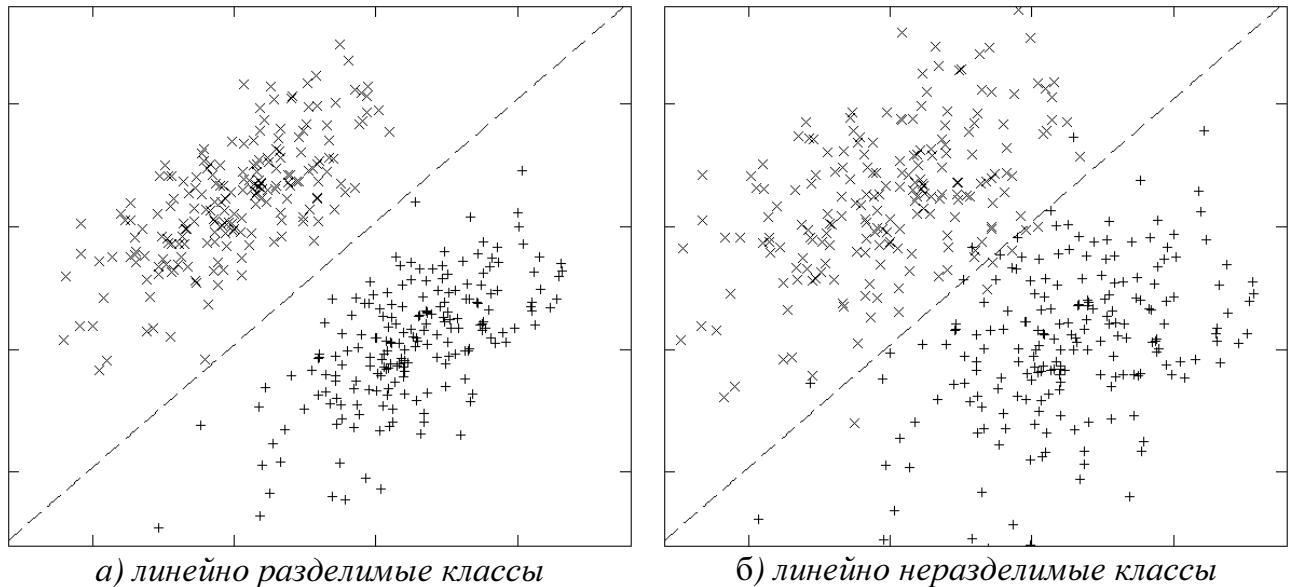 а) линейно разделимые классы
б) линейно неразделимые классы